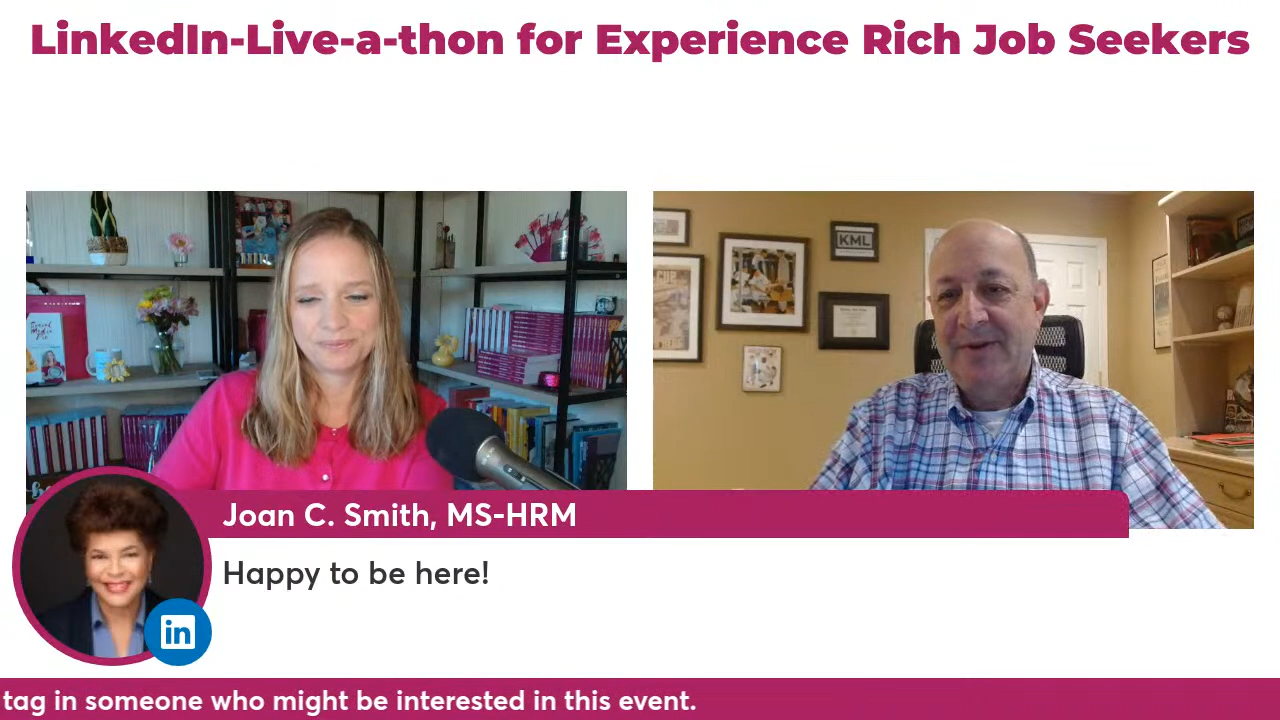 LinkedIn-Live-a-thon for Experience Rich Job Seekers
KML
Joan C. Smith, MS-HRM
Happy to be here!
in
tag in someone who might be interested in this event.